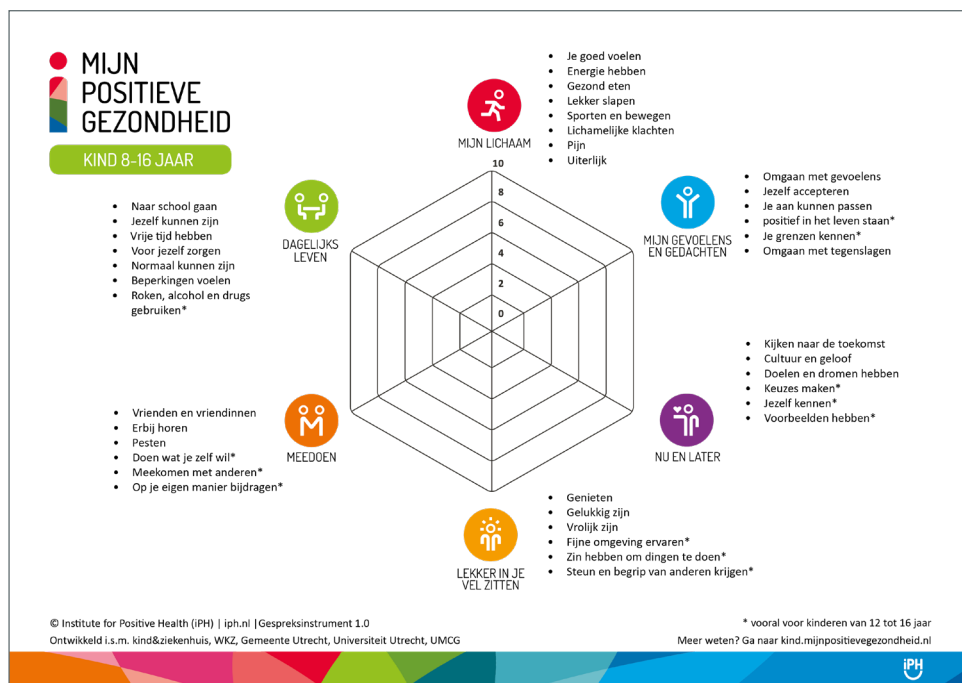 MIJN
POSITIEVE
GEZONDHEID
KIND 8-16 JAAR
MIJN LICHAAM
• Je goed voelen
• Energie hebben
• Gezond eten
• Lekker slapen
• Sporten en bewegen
• Lichamelijke klachten
• Pijn
• Uiterlijk
10
8
6
4
2
0
MIJN GEVOELENS
EN GEDACHTEN
• Omgaan met gevoelens
• Jezelf accepteren
• Je aan kunnen passen
• positief in het leven staan*
• Je grenzen kennen*
• Omgaan met tegenslagen
DAGELIJKS
LEVEN
• Naar school gaan
• Jezelf kunnen zijn
• Vrije tijd hebben
• Voor jezelf zorgen
• Normaal kunnen zijn
• Beperkingen voelen
• Roken, alcohol en drugs
gebruiken*
NU EN LATER
• Kijken naar de toekomst
• Cultuur en geloof
• Doelen en dromen hebben
• Keuzes maken*
• Jezelf kennen*
• Voorbeelden hebben*
MEEDOEN
• Vrienden en vriendinnen
• Erbij horen
• Pesten
• Doen wat je zelf wil*
• Meekomen met anderen*
• Op je eigen manier bijdragen*
LEKKER IN JE
VEL ZITTEN
• Genieten
• Gelukkig zijn
• Vrolijk zijn
• Fijne omgeving ervaren*
• Zin hebben om dingen te doen*
• Steun en begrip van anderen krijgen*
© Institute for Positive Health (iPH) | iph.nl |Gespreksinstrument 1.0
Ontwikkeld i.s.m. kind&ziekenhuis, WKZ, Gemeente Utrecht, Universiteit Utrecht, UMCG
* vooral voor kinderen van 12 tot 16 jaar
Meer weten? Ga naar kind.mijnpositievegezondheid.nl
iPH